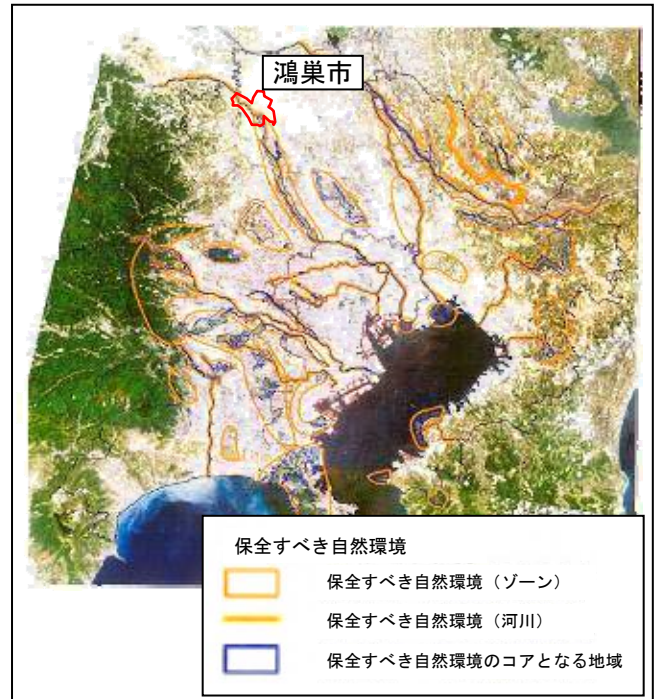 鴻巣市
保全すべき自然環境
保全すべき自然環境（ゾーン）
保全すべき自然環境（河川）
保全すべき自然環境のコアとなる地域